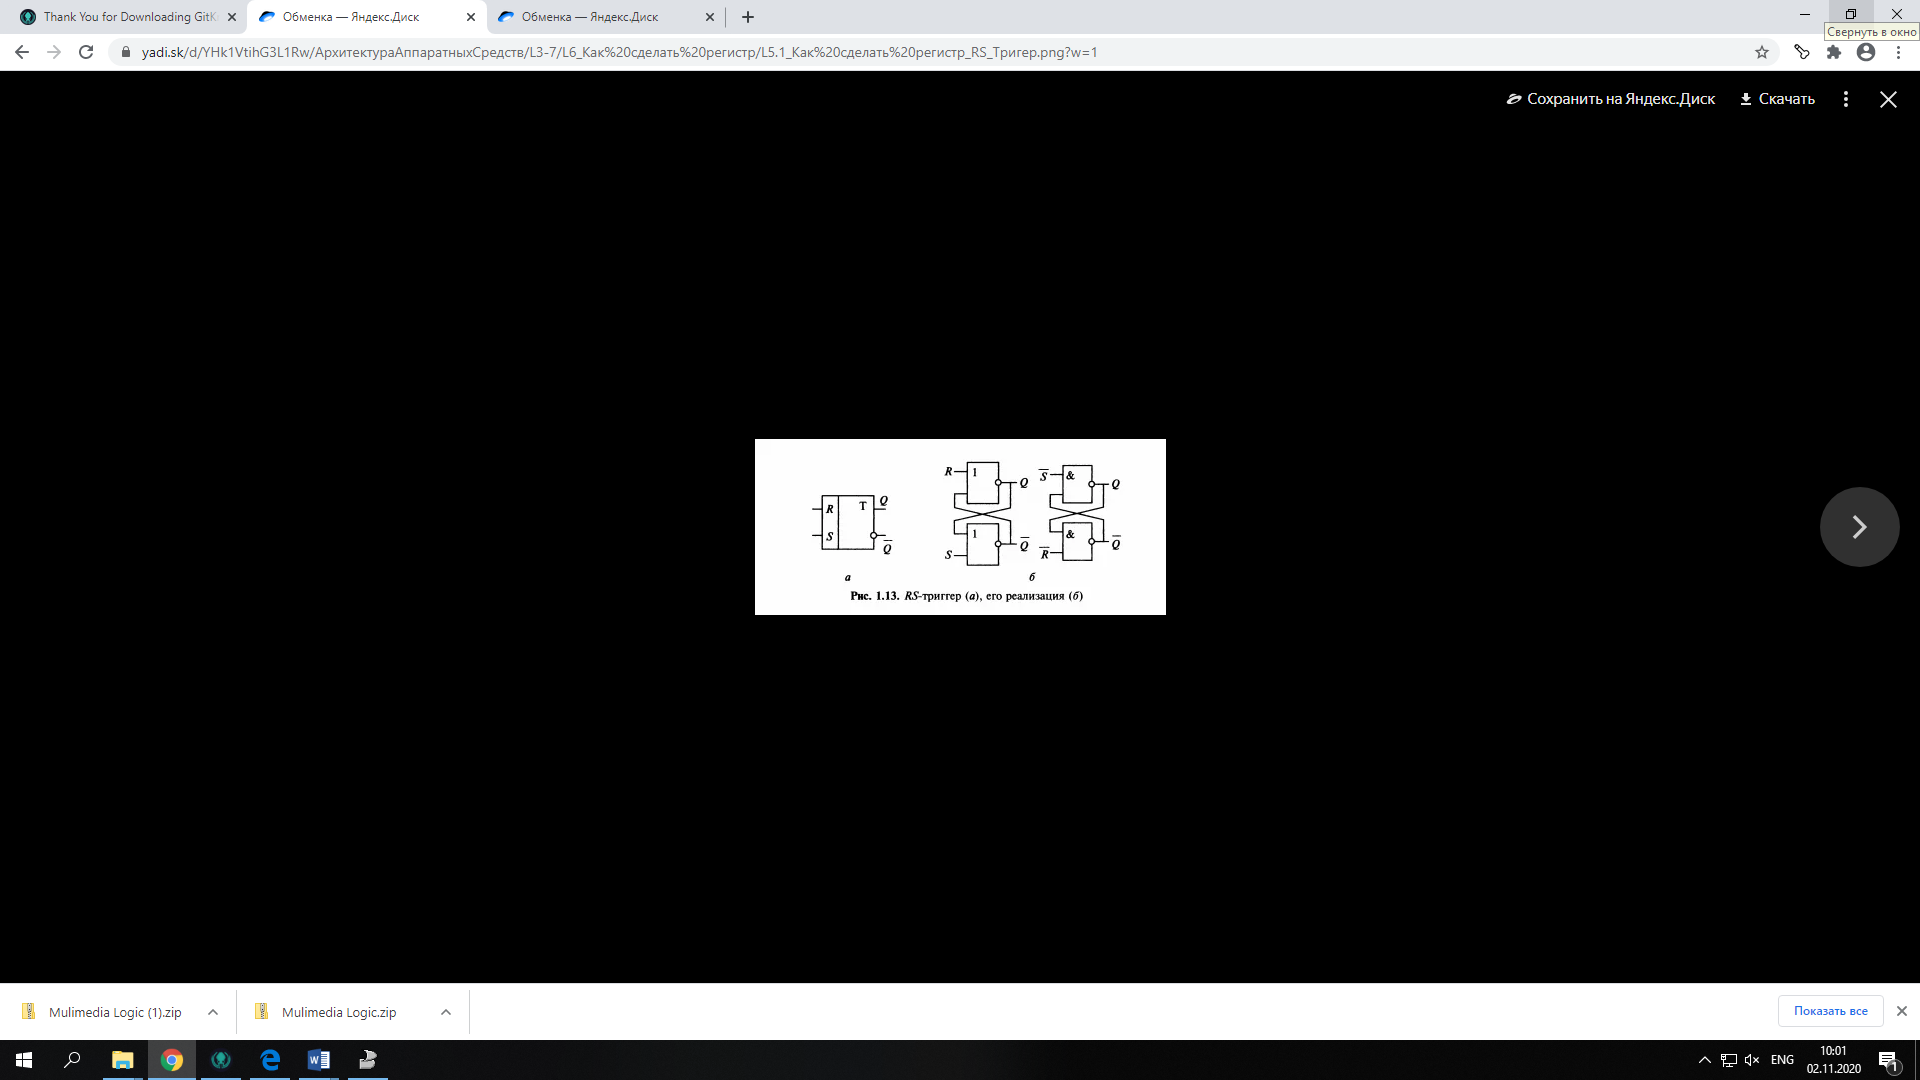 Thank You for Downloading GitK
Обменка — Яндекс.Диск
Обменка — Яндекс.Диск
Свернуть в окно
yadi.sk/d/YHk1VtihG3L1Rw/АрхитектураАппаратныхСредств/L3-7/L6_Как%20сделать%20регистр/L5.1_Как%20сделать%20регистр_RS_Тригер.png?w=1
Сохранить на Яндекс.Диск
Скачать
R
S
T
Q
Q̅
R
1
Q
1
S
Q̅
S̅
&
Q
&
R̅
Q̅
а
б
Рис. 1.13. RS-триггер (а), его реализация (б)
Mulimedia Logic (1).zip
Mulimedia Logic.zip
Показать все
ENG
10:01
02.11.2020
1